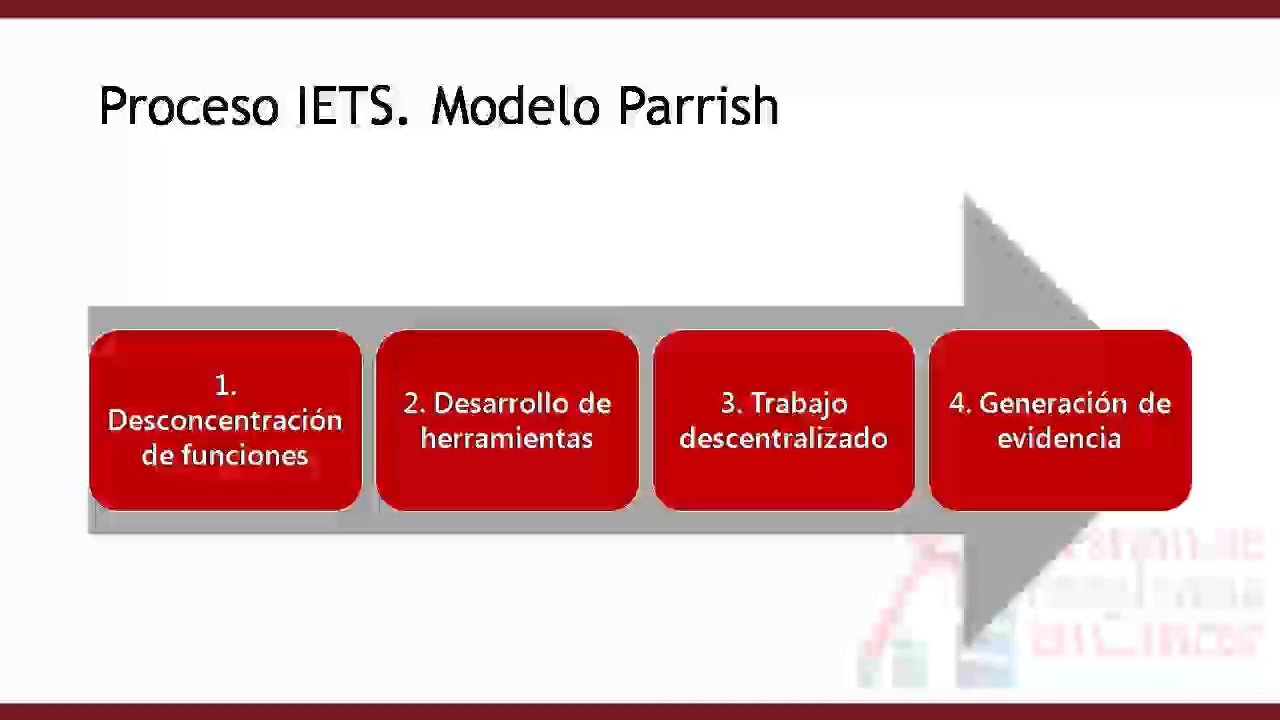 Proceso IETS. Modelo Parrish
1.
Desconcentración
de funciones
2. Desarrollo de
herramientas
3. Trabajo
descentralizado
4. Generación de
evidencia